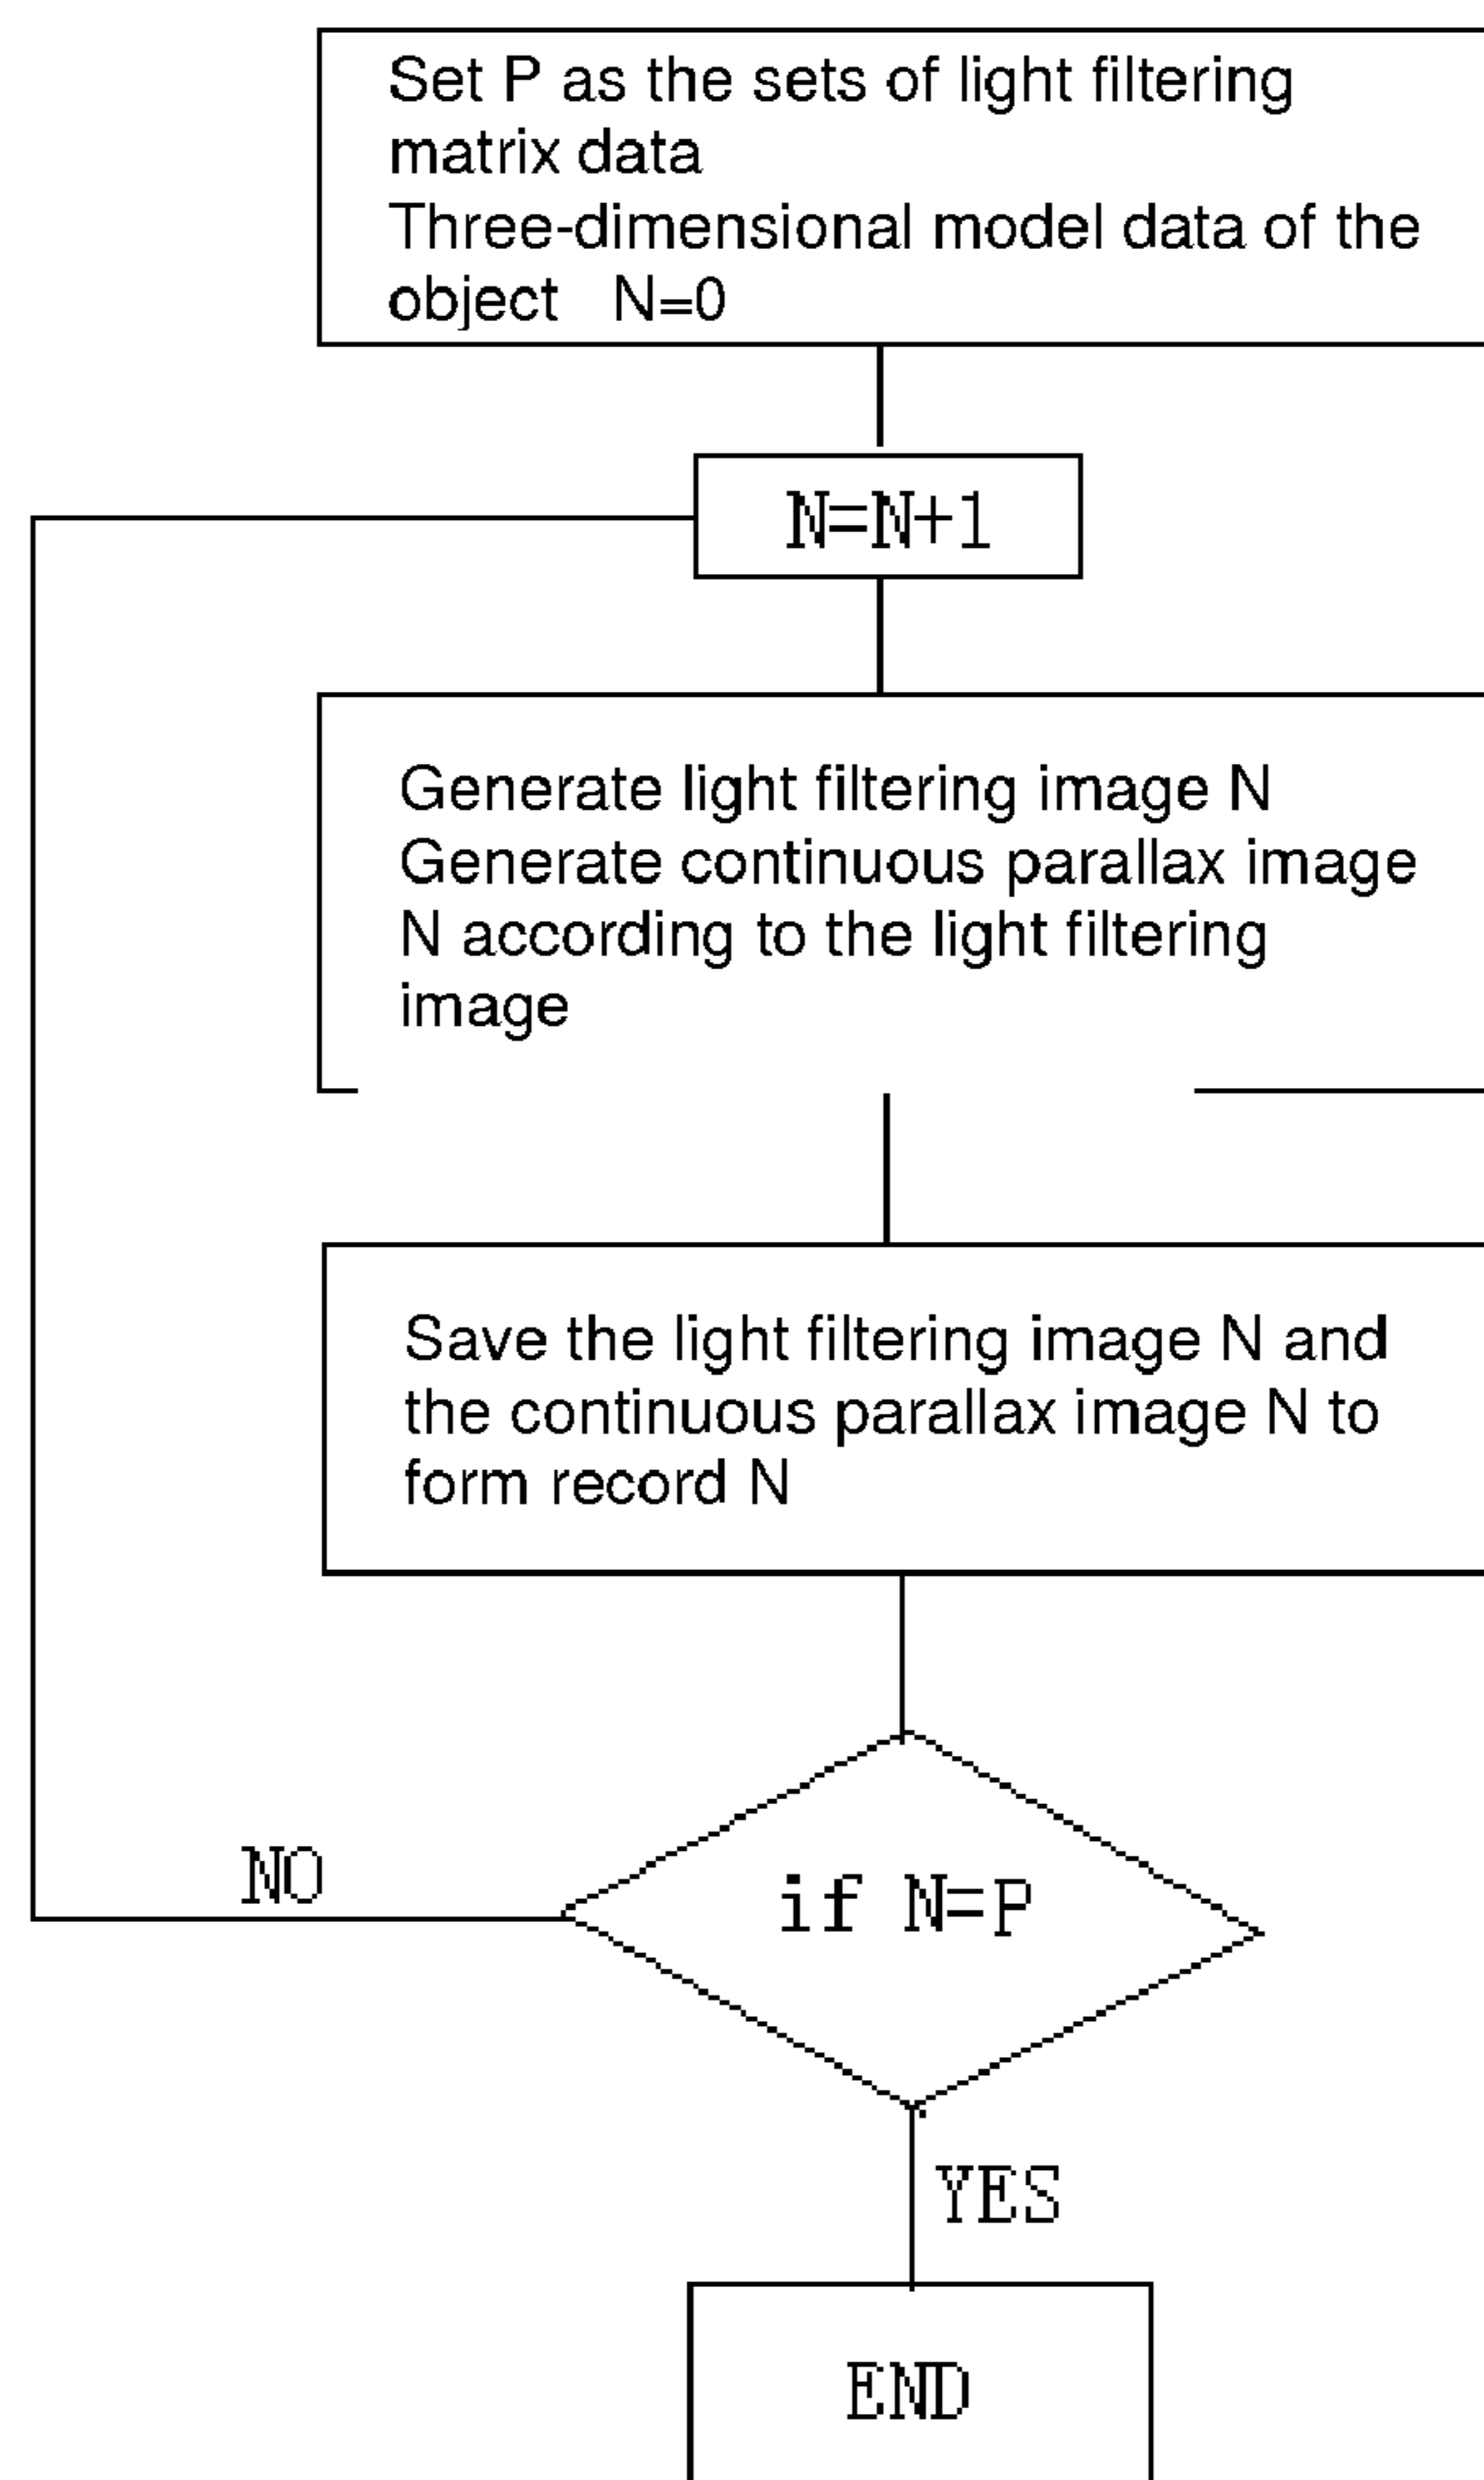 Set P as the sets of light filtering
matrix data
Three-dimensional model data of the
object N=0
N=N+1
Generate light filtering image N
Generate continuous parallax image
N according to the light filtering
image
Save the light filtering image N and
the continuous parallax image N to
form record N
NO
if N=P
YES
END